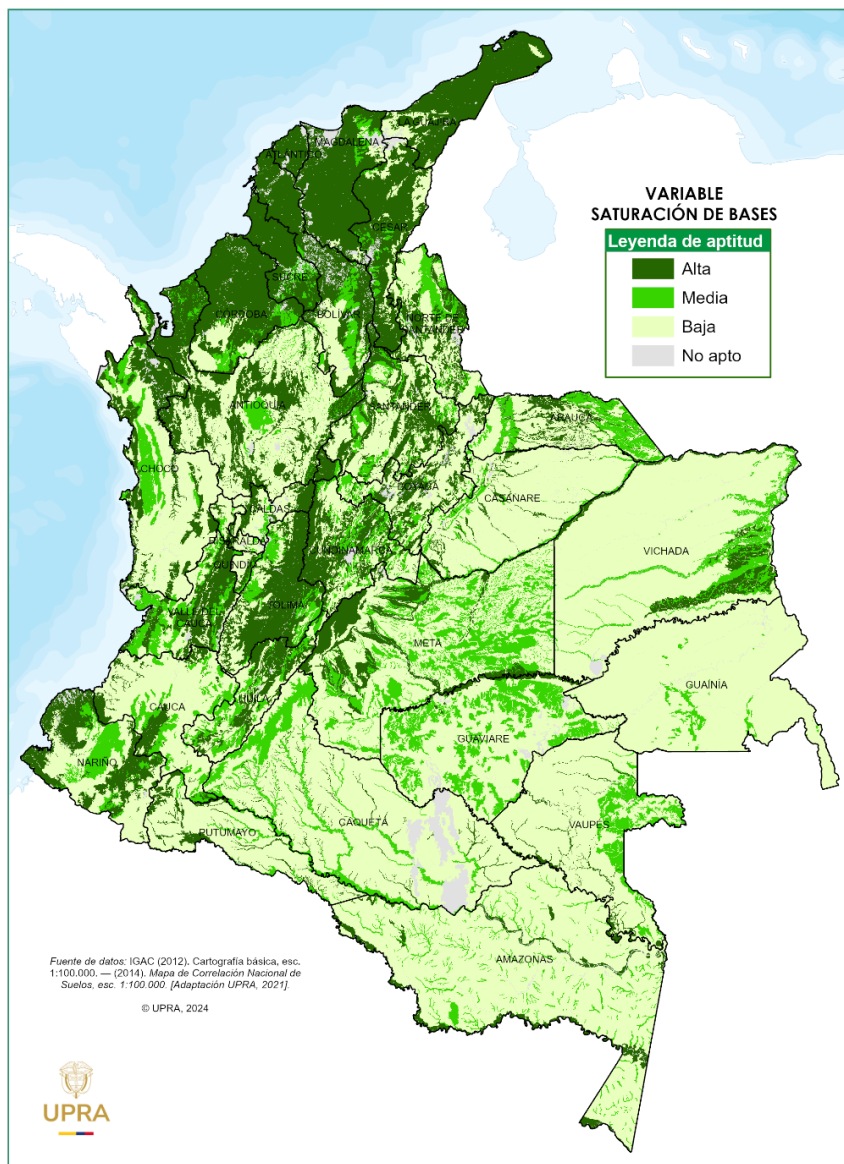 VARIABLE
SATURACIÓN DE BASES
Leyenda de aptitud
Alta
Media
Baja
No apto
LA GUAJIRA
MAGDALENA
ATLÁNTICO
CESAR
SUCRE
CÓRDOBA
BOLÍVAR
NORTE DE
SANTANDER
ANTIOQUIA
SANTANDER
ARAUCA
CHOCÓ
BOYACÁ
CASANARE
CALDAS
RISARALDA
CUNDINAMARCA
VICHADA
QUINDÍO
TOLIMA
VALLE DEL
CAUCA
META
GUAINÍA
HUILA
CAUCA
GUAVIARE
NARIÑO
CAQUETÁ
VAUPÉS
PUTUMAYO
AMAZONAS
Fuente de datos: IGAC (2012). Cartografía básica, esc.
1:100.000. — (2014). Mapa de Correlación Nacional de
Suelos, esc. 1:100.000. [Adaptación UPRA, 2021].
© UPRA, 2024
UPRA